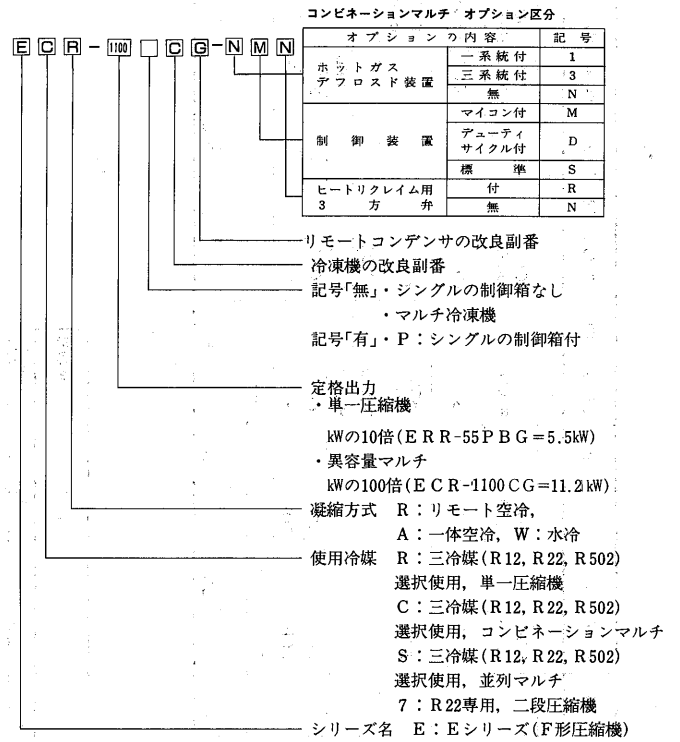 コンビネーションマルチ オプション区分
E C R - 1100 □ C G - N M N
オプションの内容 記号
ホットガス
デフロスト装置
一系統付 1
三系統付 3
無 N
制御装置
マイコン付 M
デューティ
サイクル付 D
標準 S
ヒートリクレイム用
3方弁
付 R
無 N
リモートコンデンサの改良副番
冷凍機の改良副番
記号「無」・シングルの制御箱なし
・マルチ冷凍機
記号「有」・P:シングルの制御箱付
定格出力
・単一圧縮機
kWの10倍(ERR-55PBG=5.5kW)
・異容量マルチ
kWの100倍(ECR-1100CG=11.2kW)
凝縮方式 R:リモート空冷,
A:一体空冷, W:水冷
使用冷媒 R:三冷媒(R12, R22, R502)
選択使用, 単一圧縮機
C:三冷媒(R12, R22, R502)
選択使用, コンビネーションマルチ
S:三冷媒(R12, R22, R502)
選択使用, 並列マルチ
7:R22専用, 二段圧縮機
シリーズ名 E:Eシリーズ(F形圧縮機)